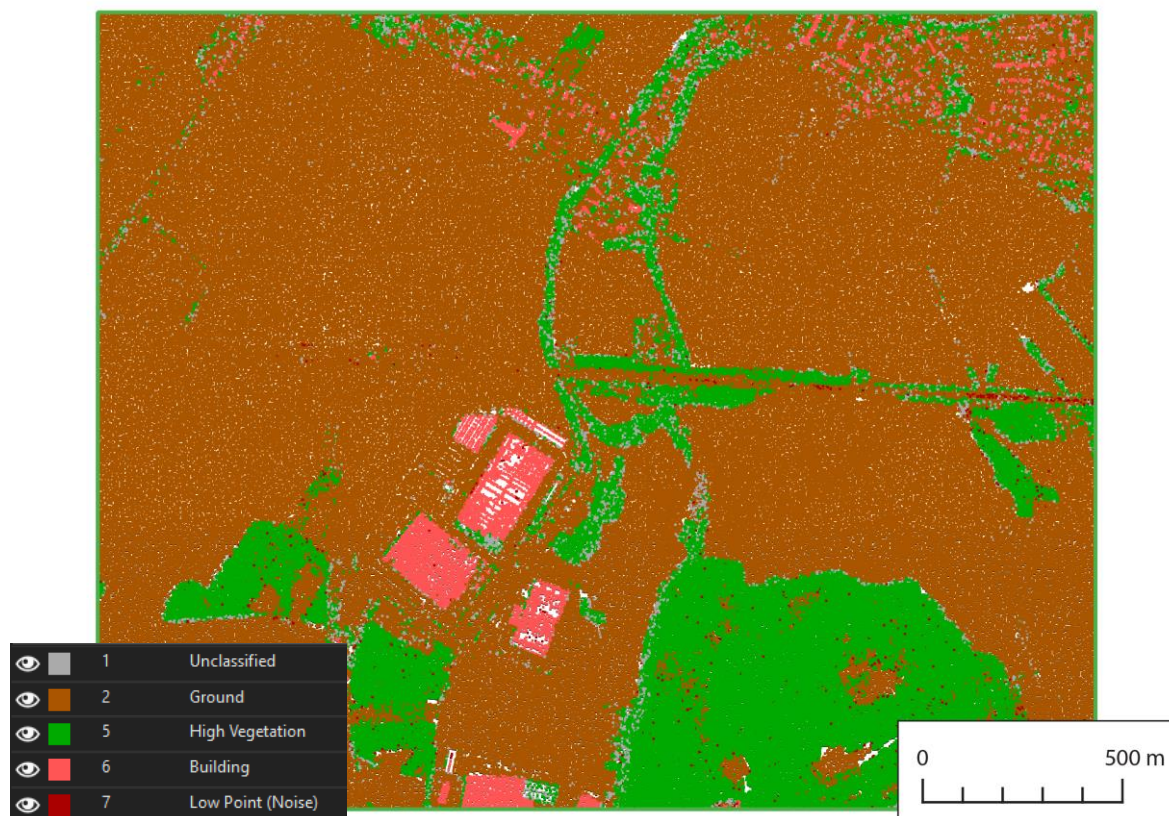 1 Unclassified
2 Ground
5 High Vegetation
6 Building
7 Low Point (Noise)
0 500 m